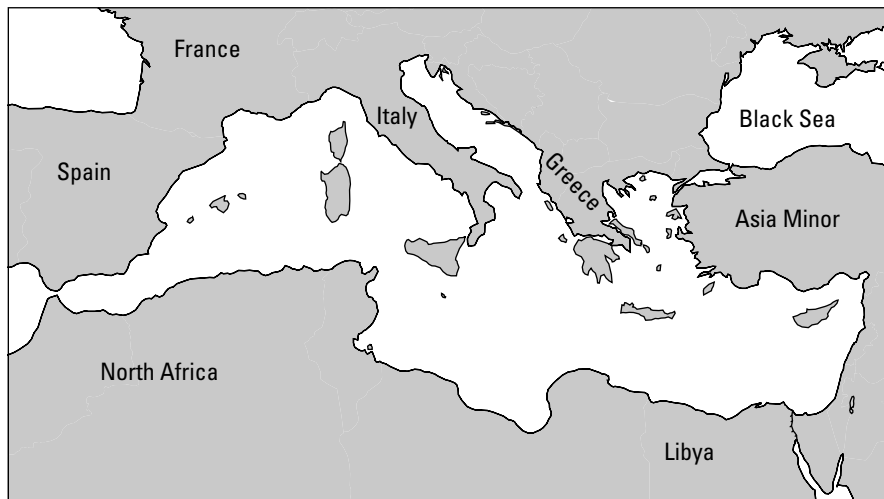 France
Italy
Black Sea
Spain
Greece
Asia Minor
North Africa
Libya